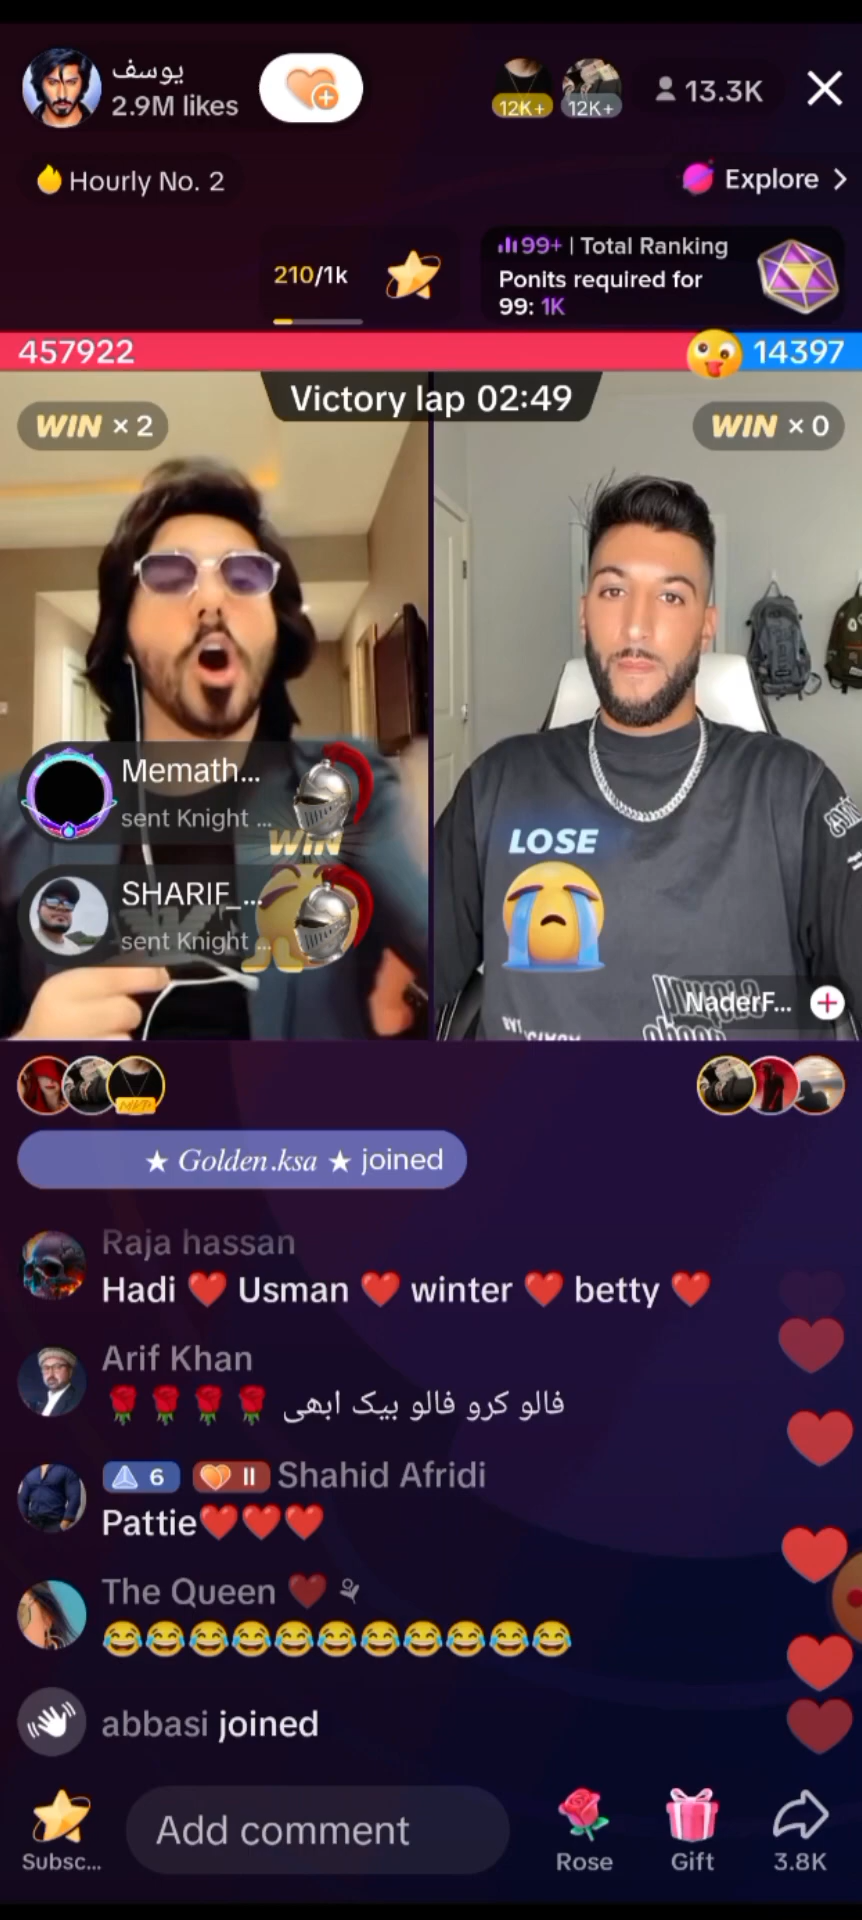 يوسف
2.9M likes
12K+
12K+
13.3K
Hourly No. 2
Explore
210/1k
99+ | Total Ranking
Ponits required for
99: 1K
457922
14397
Victory lap 02:49
WIN × 2
WIN × 0
Memath...
sent Knight ...
WIN
SHARIF_...
sent Knight ...
LOSE
NaderF...
★ Golden.ksa ★ joined
Raja hassan
Hadi ❤️ Usman ❤️ winter ❤️ betty ❤️
Arif Khan
فالو کرو فالو بیک ابھی 🌹🌹🌹🌹
6 II Shahid Afridi
Pattie❤️❤️❤️
The Queen ❤️
😂😂😂😂😂😂😂😂😂😂😂
abbasi joined
Subsc...
Add comment
Rose
Gift
3.8K